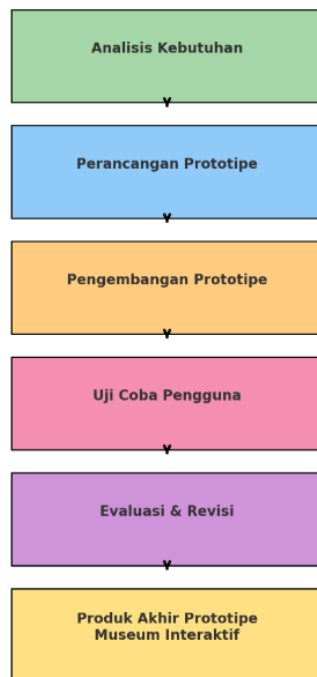 Analisis Kebutuhan
Perancangan Prototipe
Pengembangan Prototipe
Uji Coba Pengguna
Evaluasi & Revisi
Produk Akhir Prototipe
Museum Interaktif